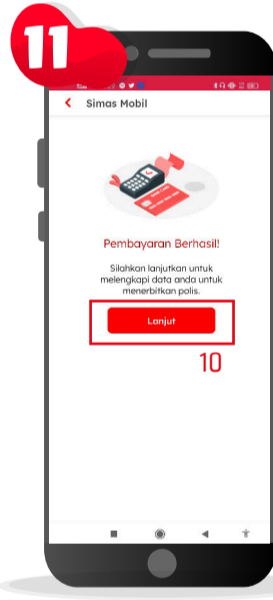 11
Simas Mobil
Pembayaran Berhasil!
Silahkan lanjutkan untuk
melengkapi data anda untuk
menerbitkan polis.
Lanjut
10